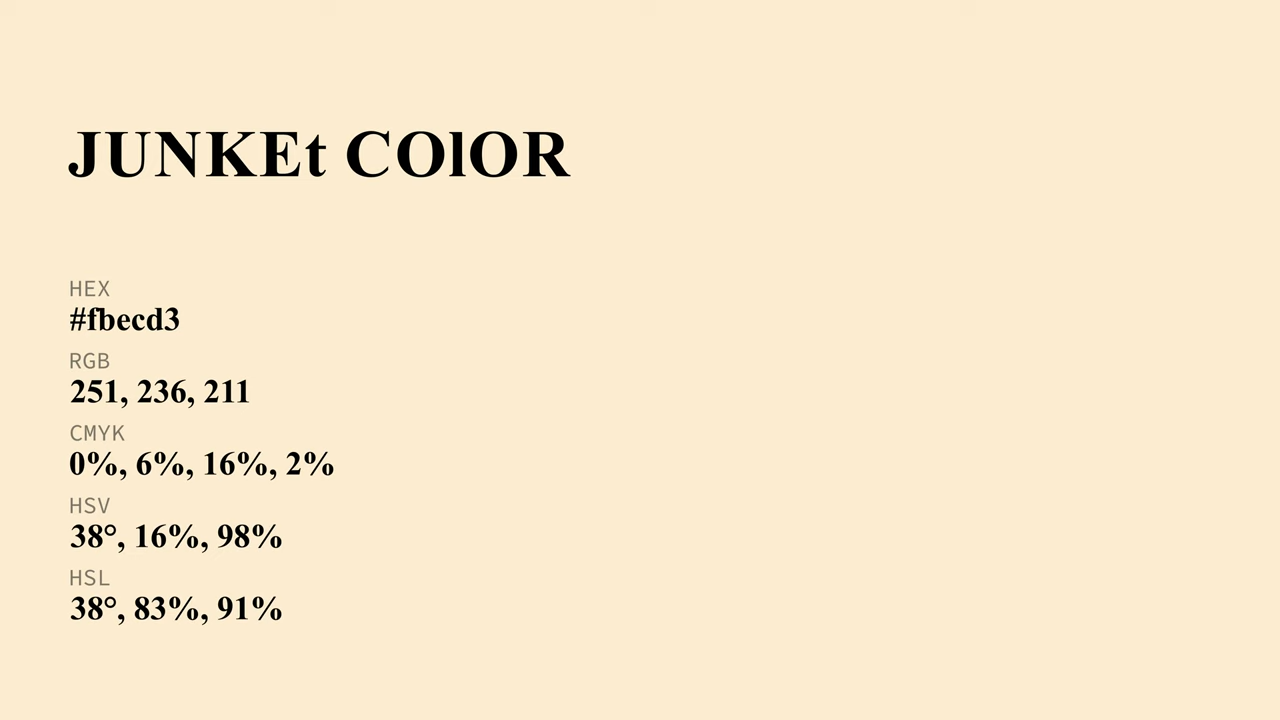 JUNKEt COlOR
HEX
#fbecd3
RGB
251, 236, 211
CMYK
0%, 6%, 16%, 2%
HSV
38°, 16%, 98%
HSL
38°, 83%, 91%